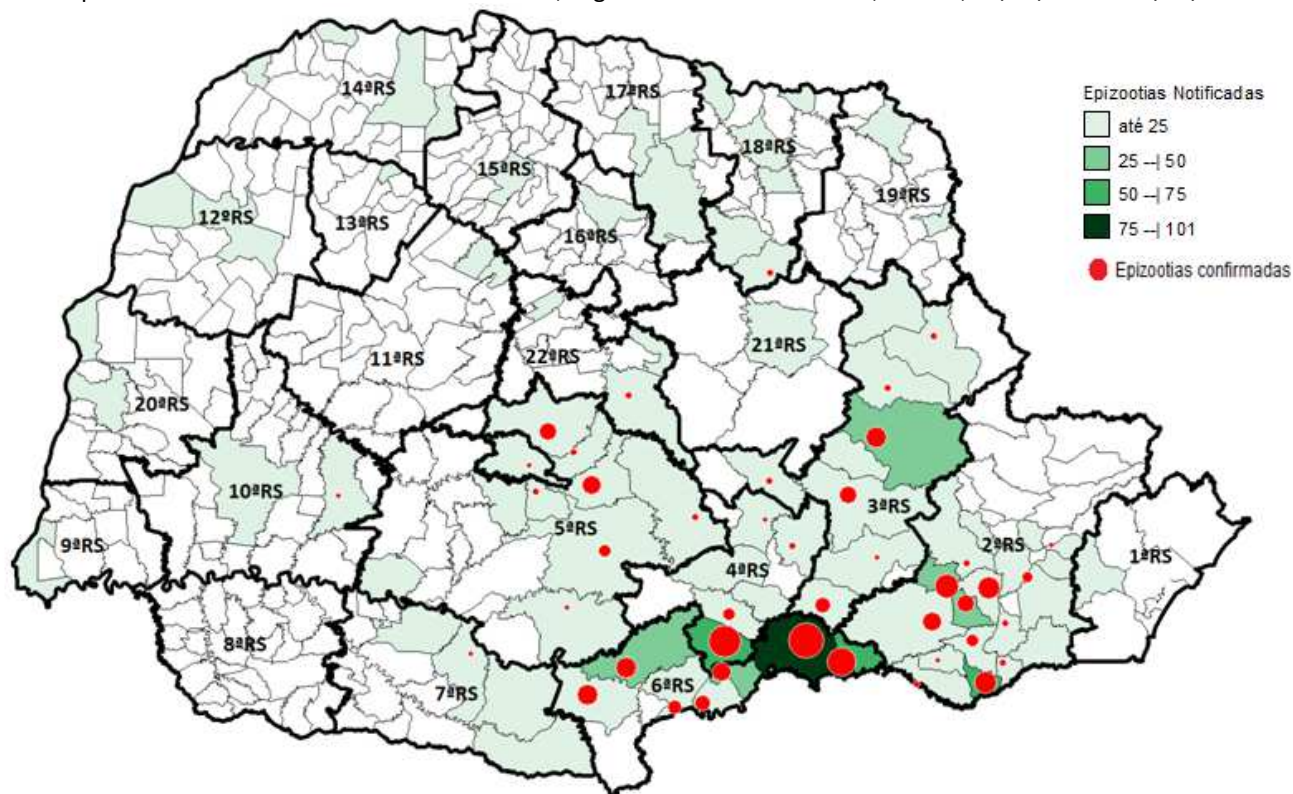 14ªRS
17ªRS
18ªRS
15ªRS
19ªRS
12ªRS
13ªRS
16ªRS
11ªRS
22ªRS
21ªRS
20ªRS
10ªRS
5ªRS
3ªRS
9ªRS
4ªRS
2ªRS
1ªRS
8ªRS
7ªRS
6ªRS
Epizootias Notificadas
até 25
25 --| 50
50 --| 75
75 --| 101
Epizootias confirmadas